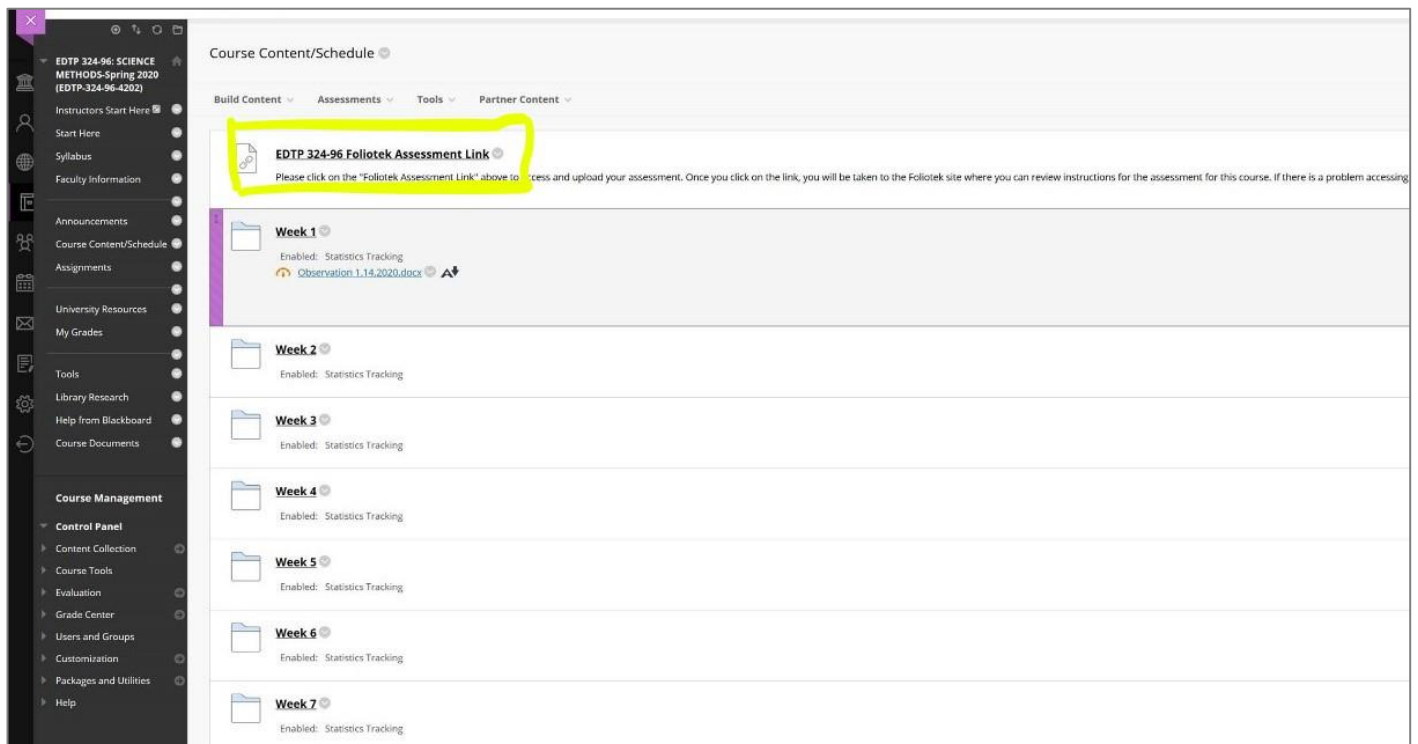 EDTP 324-96: SCIENCE
METHODS-Spring 2020
(EDTP-324-96-4202)
Instructors Start Here
Start Here
Syllabus
Faculty Information
Announcements
Course Content/Schedule
Assignments
University Resources
My Grades
Tools
Library Research
Help from Blackboard
Course Documents
Course Management
Control Panel
Content Collection
Course Tools
Evaluation
Grade Center
Users and Groups
Customization
Packages and Utilities
Help
Course Content/Schedule
Build Content Assessments Tools Partner Content
EDTP 324-96 Foliotek Assessment Link
Please click on the "Foliotek Assessment Link" above to cess and upload your assessment. Once you click on the link, you will be taken to the Foliotek site where you can review instructions for the assessment for this course. If there is a problem accessing
Week 1
Enabled: Statistics Tracking
Observation 1.14.2020.docx
Week 2
Enabled: Statistics Tracking
Week 3
Enabled: Statistics Tracking
Week 4
Enabled: Statistics Tracking
Week 5
Enabled: Statistics Tracking
Week 6
Enabled: Statistics Tracking
Week 7
Enabled: Statistics Tracking